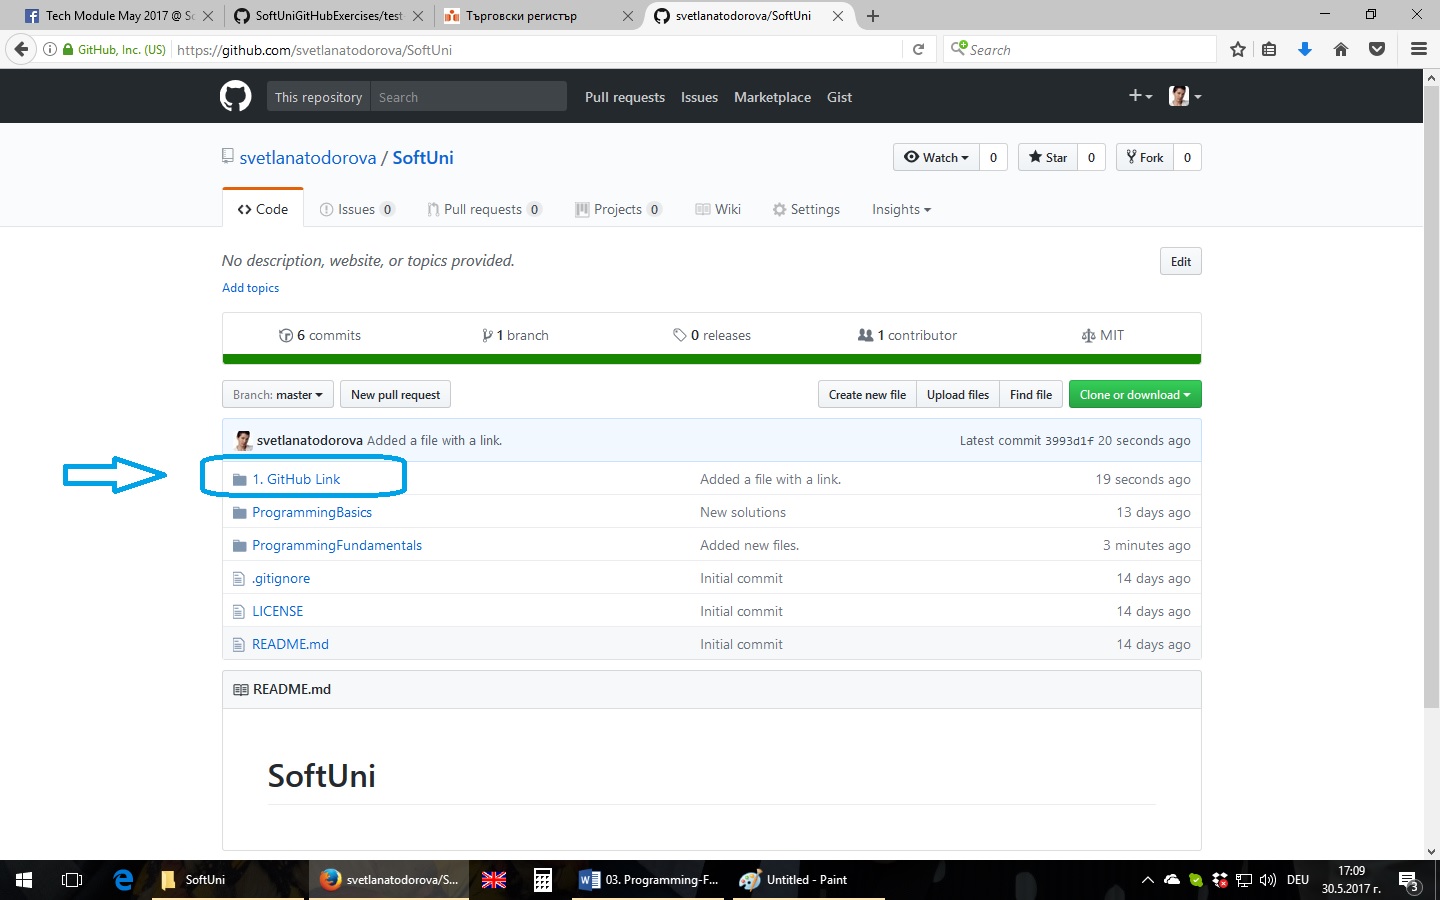 Tech Module May 2017 @ So
SoftUniGitHubExercises/test
Търговски регистър
svetlanatodorova/SoftUni
GitHub, Inc. (US)
https://github.com/svetlanatodorova/SoftUni
Search
This repository
Search
Pull requests
Issues
Marketplace
Gist
svetlanatodorova / SoftUni
Watch
0
Star
0
Fork
0
Code
Issues 0
Pull requests 0
Projects 0
Wiki
Settings
Insights
No description, website, or topics provided.
Edit
Add topics
6 commits
1 branch
0 releases
1 contributor
MIT
Branch: master
New pull request
Create new file
Upload files
Find file
Clone or download
svetlanatodorova Added a file with a link.
Latest commit 3993d1f 20 seconds ago
1. GitHub Link
Added a file with a link.
19 seconds ago
ProgrammingBasics
New solutions
13 days ago
ProgrammingFundamentals
Added new files.
3 minutes ago
.gitignore
Initial commit
14 days ago
LICENSE
Initial commit
14 days ago
README.md
Initial commit
14 days ago
README.md
SoftUni
SoftUni
svetlanatodorova/S...
03. Programming-F...
Untitled - Paint
DEU
17:09
30.5.2017 г.
3